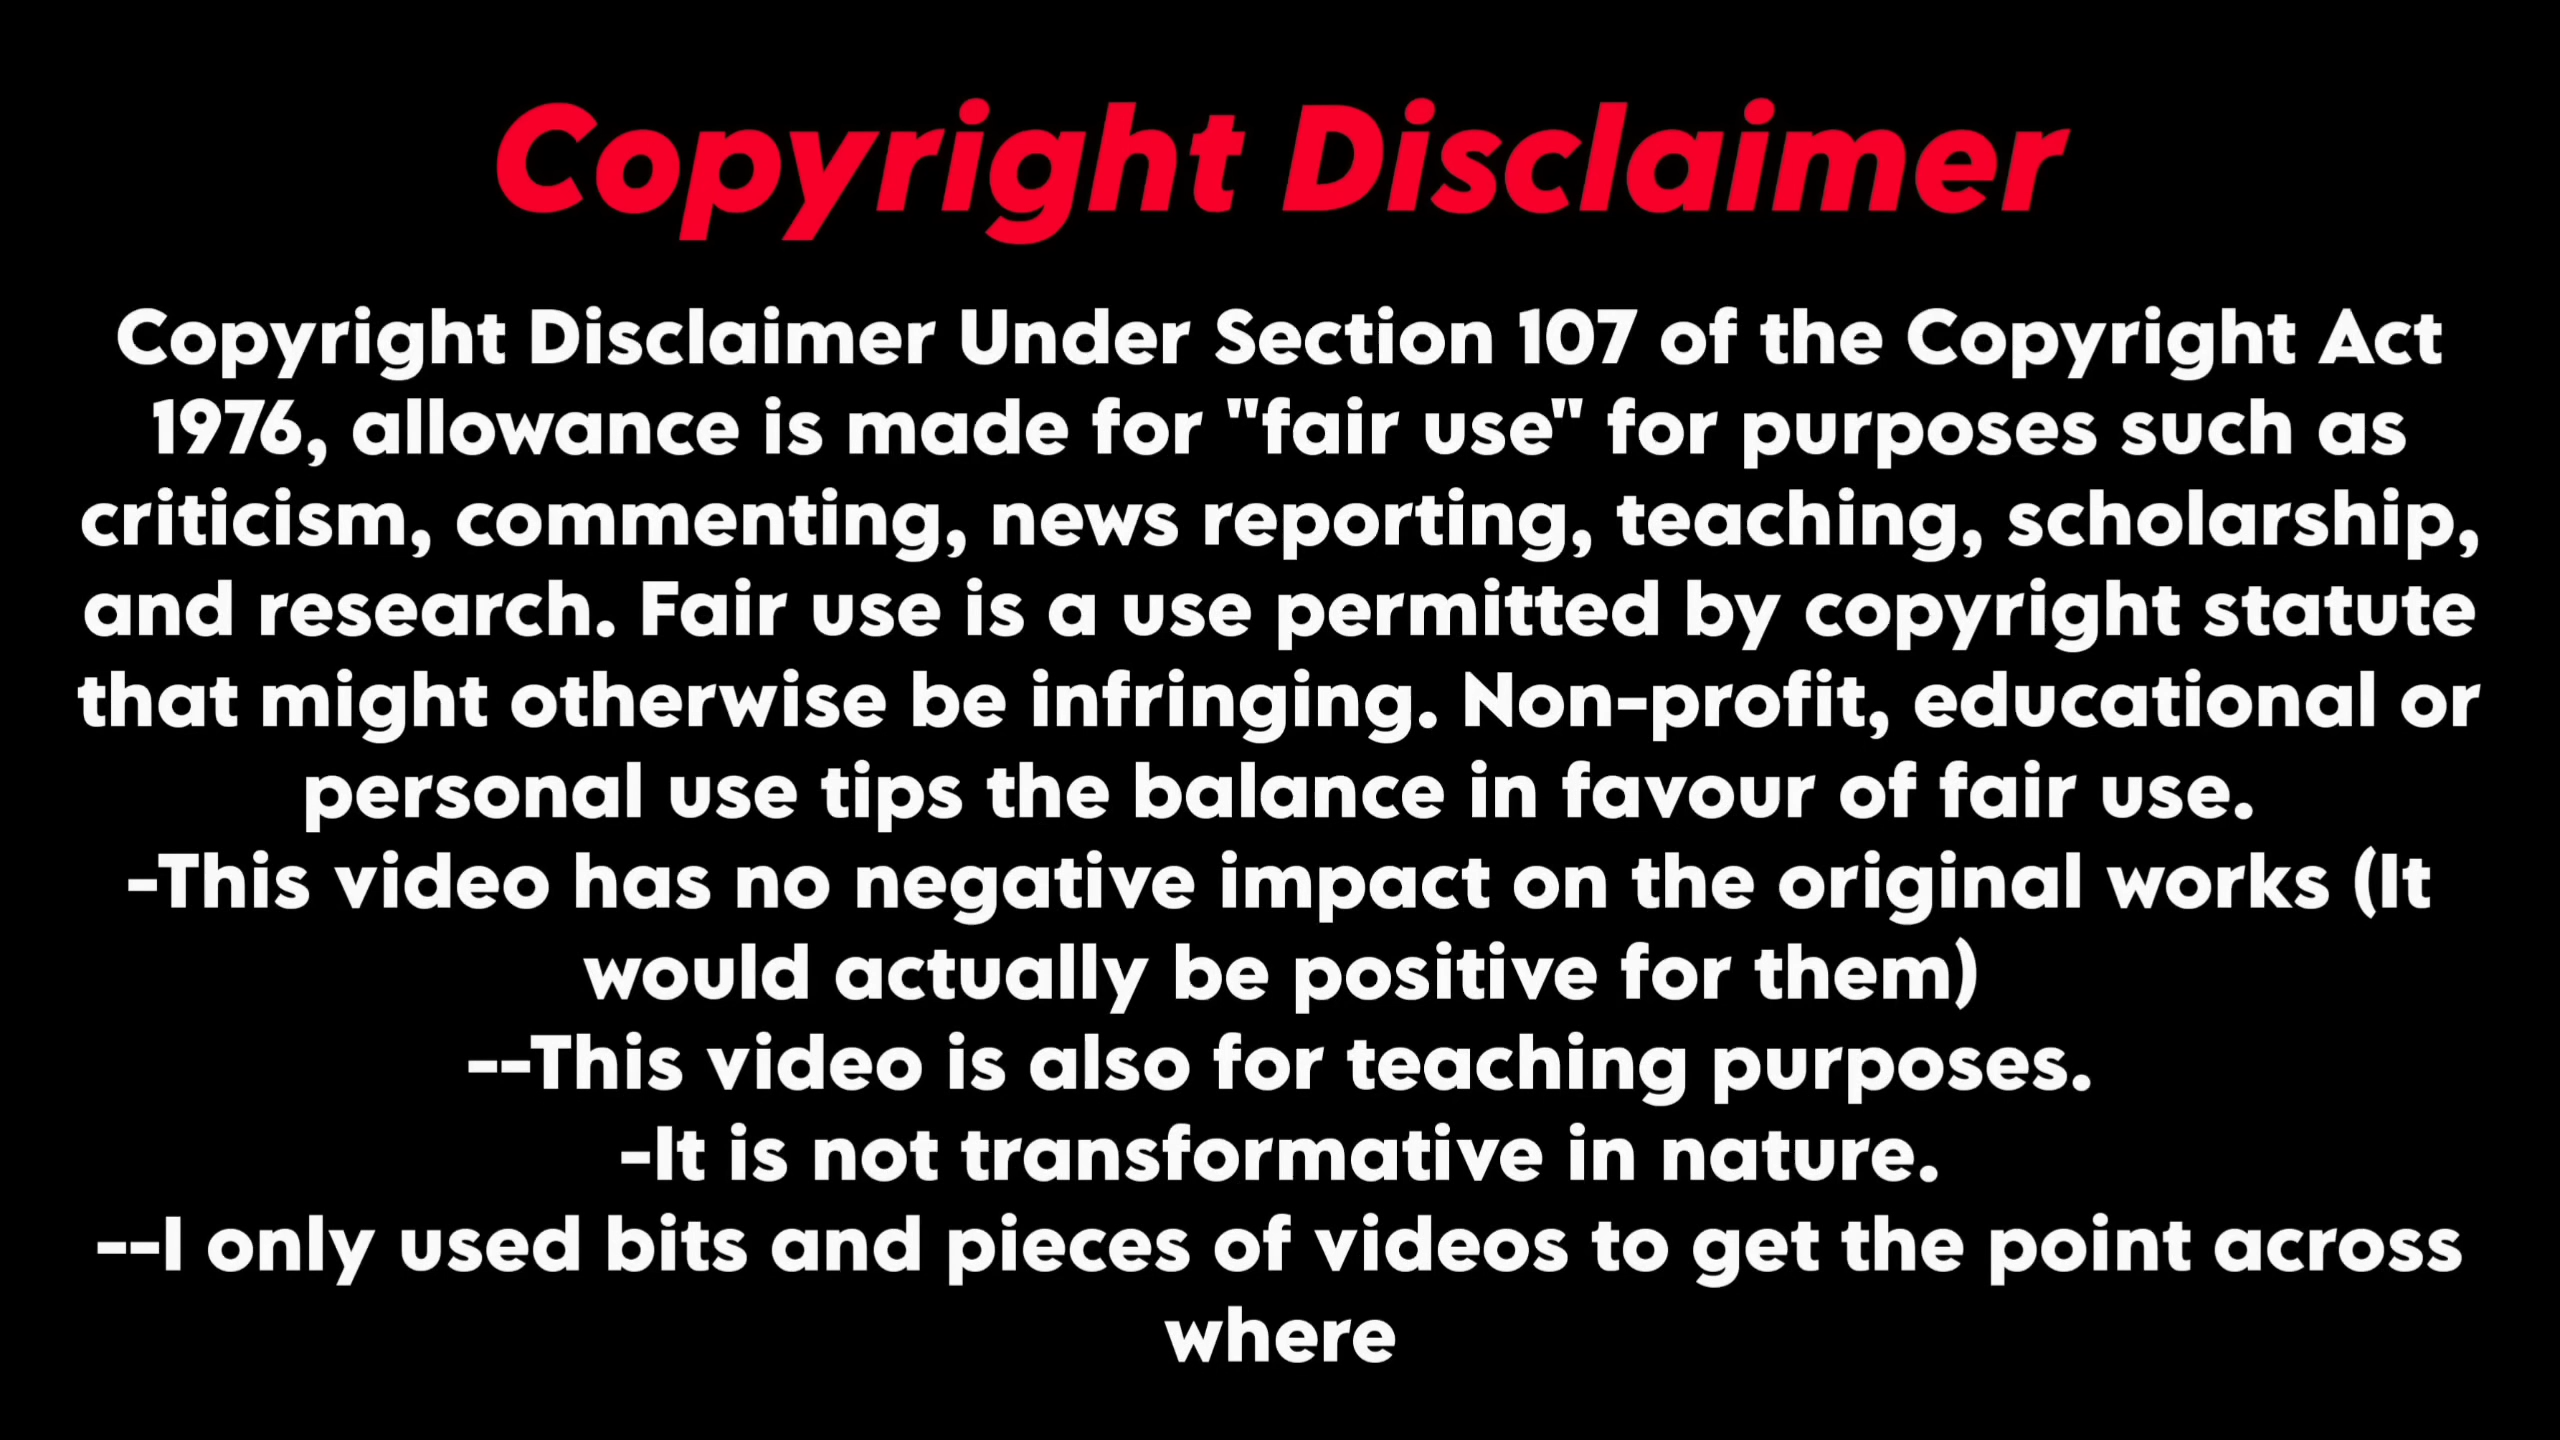 Copyright Disclaimer
Copyright Disclaimer Under Section 107 of the Copyright Act
1976, allowance is made for "fair use" for purposes such as
criticism, commenting, news reporting, teaching, scholarship,
and research. Fair use is a use permitted by copyright statute
that might otherwise be infringing. Non-profit, educational or
personal use tips the balance in favour of fair use.
-This video has no negative impact on the original works (It
would actually be positive for them)
--This video is also for teaching purposes.
-It is not transformative in nature.
--I only used bits and pieces of videos to get the point across
where